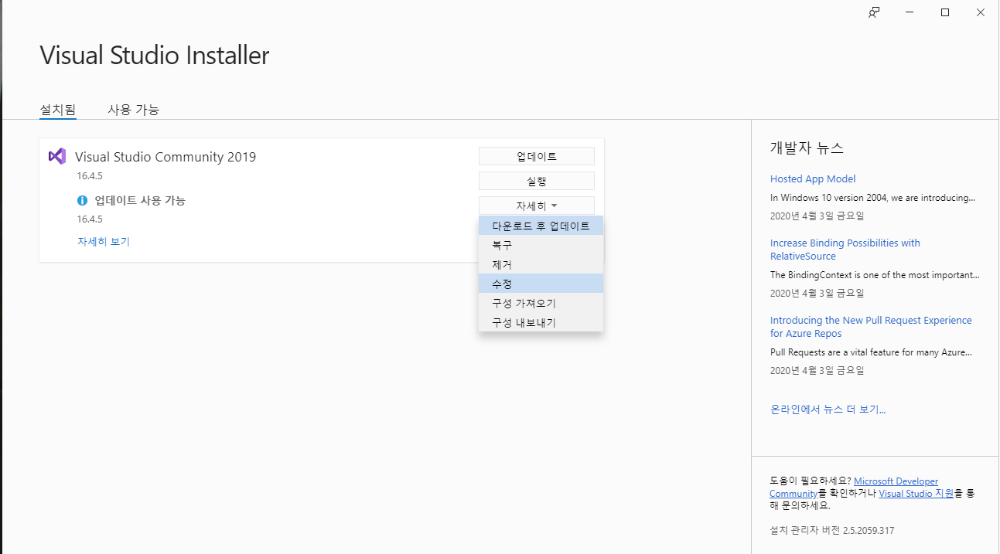 Visual Studio Installer
설치됨
사용 가능
Visual Studio Community 2019
16.4.5
업데이트 사용 가능
16.4.5
자세히 보기
업데이트
실행
자세히
다운로드 후 업데이트
복구
제거
수정
구성 가져오기
구성 내보내기
개발자 뉴스
Hosted App Model
In Windows 10 version 2004, we are introducing...
2020년 4월 3일 금요일
Increase Binding Possibilities with
RelativeSource
The BindingContext is one of the most important...
2020년 4월 3일 금요일
Introducing the New Pull Request Experience
for Azure Repos
Pull Requests are a vital feature for many Azure...
2020년 4월 3일 금요일
온라인에서 뉴스 더 보기...
도움이 필요하세요? Microsoft Developer
Community를 확인하거나 Visual Studio 지원을 통
해 문의하세요.
설치 관리자 버전 2.5.2059.317